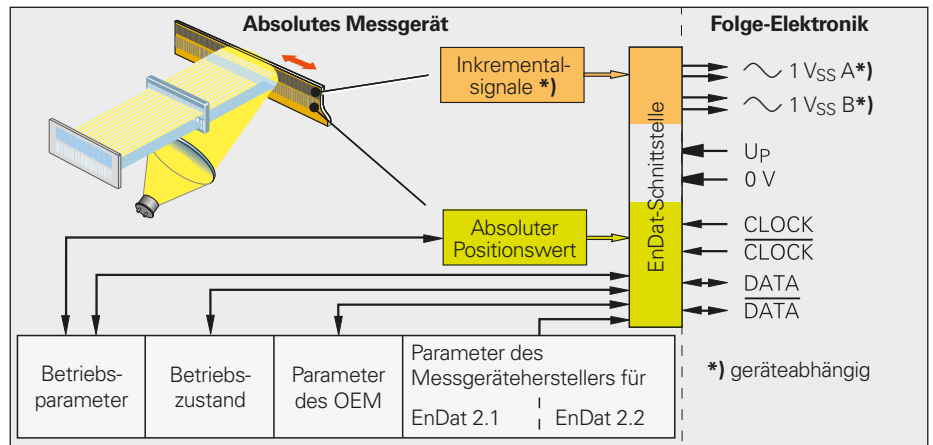 Absolutes Messgerät
Folge-Elektronik
Inkremental-
signale *)
1 VSS A*)
1 VSS B*)
UP
0 V
EnDat-Schnittstelle
Absoluter
Positionswert
CLOCK
CLOCK
DATA
DATA
Betriebs-
parameter
Betriebs-
zustand
Parameter
des OEM
Parameter des
Messgeräteherstellers für
EnDat 2.1 EnDat 2.2
*) geräteabhängig